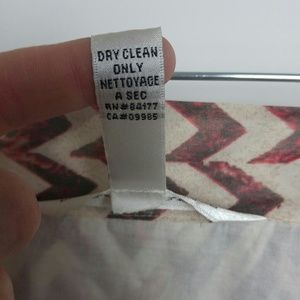 DRY CLEAN
ONLY
NETTOYAGE
A SEC
RN#84177
CA#09985